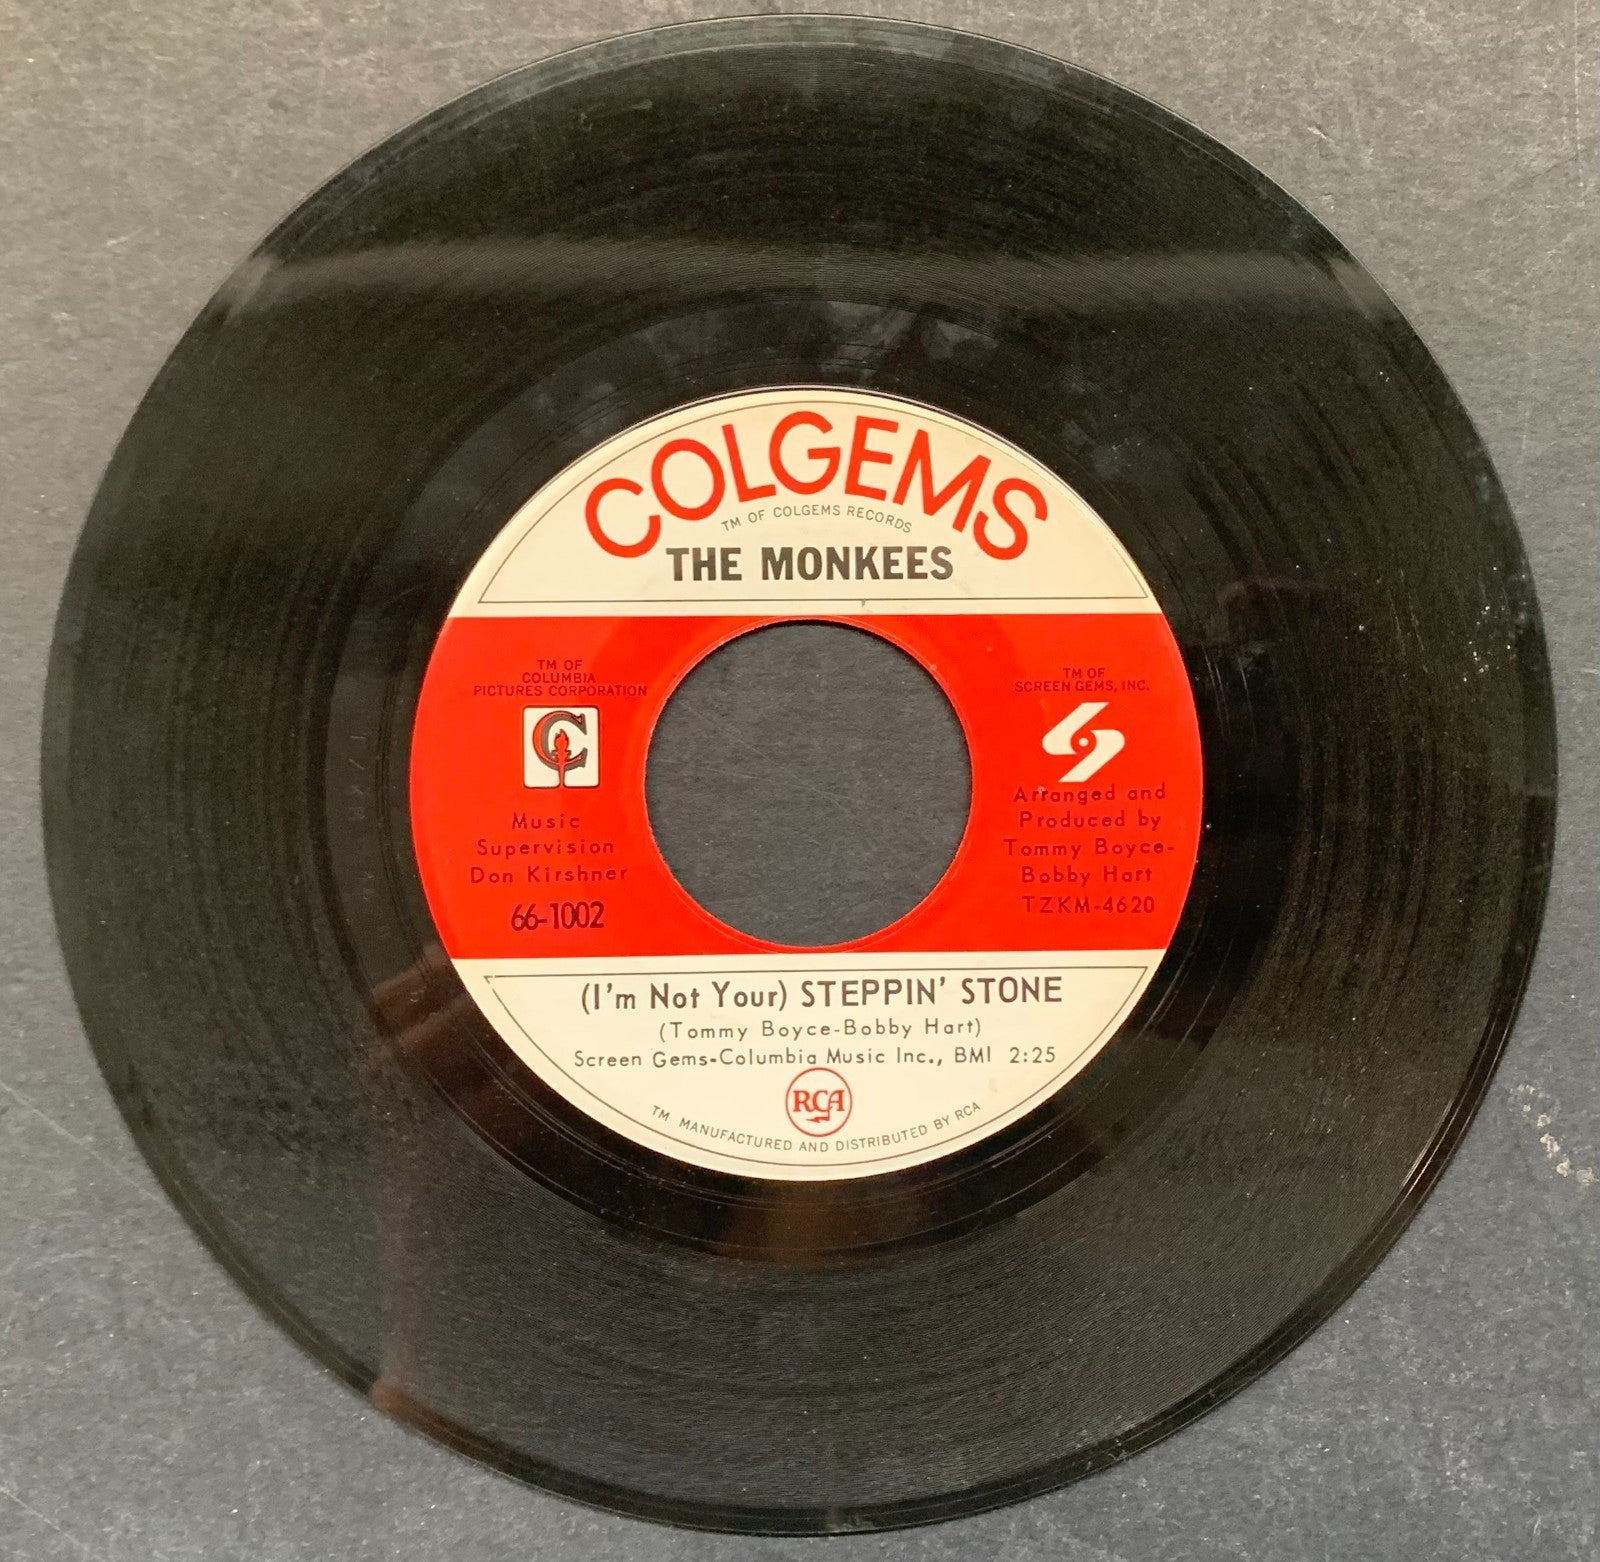 COLGEMS
TM OF COLGEMS RECORDS
THE MONKEES
TM OF
COLUMBIA
PICTURES CORPORATION
C
Music
Supervision
Don Kirshner
66-1002
TM OF
SCREEN GEMS, INC.
Arranged and
Produced by
Tommy Boyce-
Bobby Hart
TZKM-4620
(I'm Not Your) STEPPIN' STONE
(Tommy Boyce-Bobby Hart)
Screen Gems-Columbia Music Inc., BMI 2:25
RCA
TM MANUFACTURED AND DISTRIBUTED BY RCA